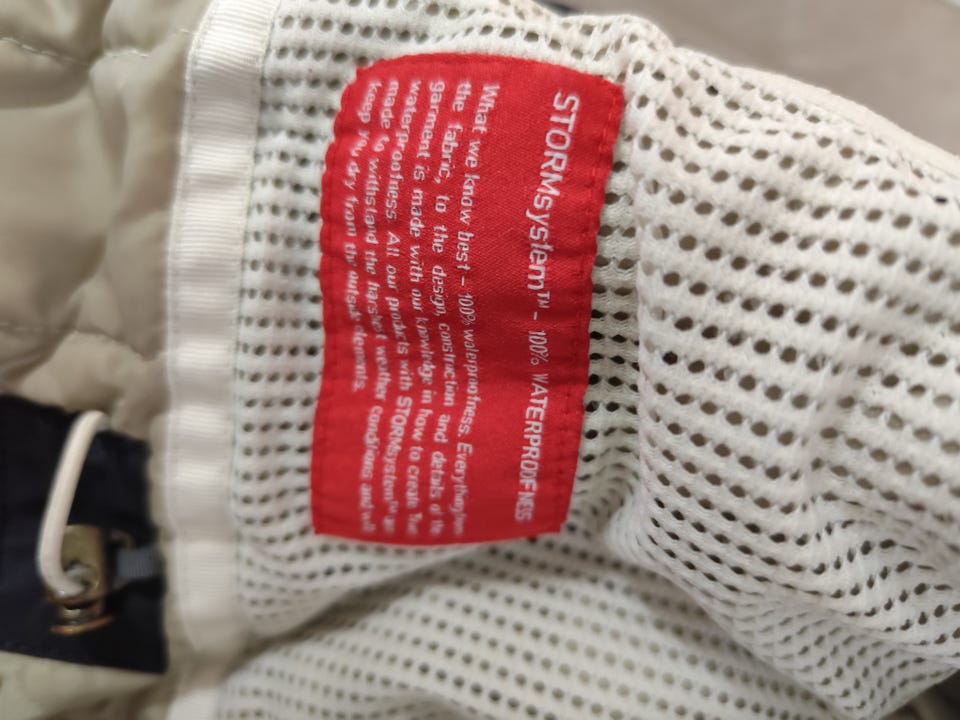 STORMsystem™ - 100% WATERPROOFNESS
What we know best - 100% waterproofness. Everything from
the fabric, to the design, construction and details of the
garment is made with our knowledge in how to create True
waterproofness. All our products with STORMsystem™ are
made to withstand the harshest weather conditions and will
keep you dry from the outside elements.